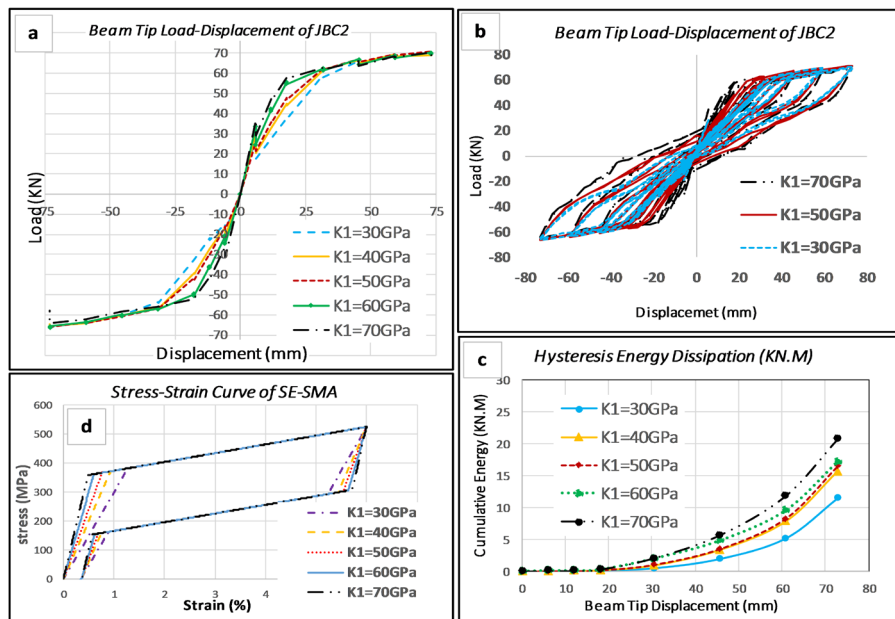 a
Beam Tip Load-Displacement of JBC2
70
60
50
40
30
20
10
0
-10
-20
-30
-40
-50
-60
-70
Load (KN)
-75 -50 -25 0 25 50 75
K1=30GPa
K1=40GPa
K1=50GPa
K1=60GPa
K1=70GPa
Displacement (mm)
b
Beam Tip Load-Displacement of JBC2
80
60
40
20
0
-20
-40
-60
-80
Load (KN)
K1=70GPa
K1=50GPa
K1=30GPa
-80 -60 -40 -20 0 20 40 60 80
Displacemet (mm)
d
Stress-Strain Curve of SE-SMA
600
500
400
300
200
100
0
stress (MPa)
K1=30GPa
K1=40GPa
K1=50GPa
K1=60GPa
K1=70GPa
0 1 2 3 4 5 6
Strain (%)
c
Hysteresis Energy Dissipation (KN.M)
30
25
20
15
10
5
0
Cumulative Energy (KN.M)
K1=30GPa
K1=40GPa
K1=50GPa
K1=60GPa
K1=70GPa
0 10 20 30 40 50 60 70 80
Beam Tip Displacement (mm)